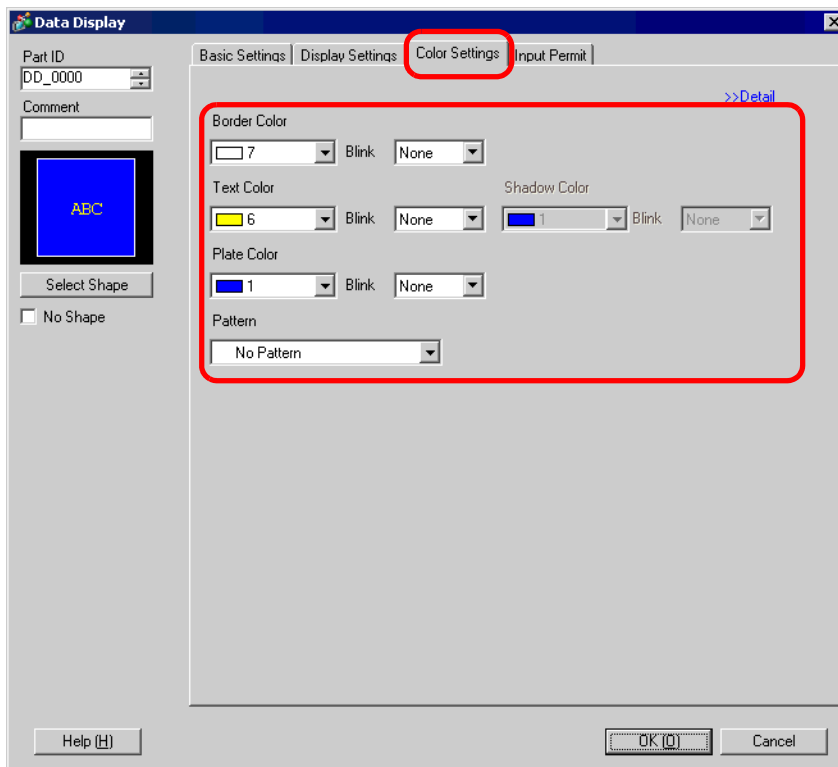 Data Display
Part ID
DD_0000
Comment
ABC
Select Shape
No Shape
Basic Settings Display Settings Color Settings Input Permit
>>Detail
Border Color
7 Blink None
Text Color Shadow Color
6 Blink None 1 Blink None
Plate Color
1 Blink None
Pattern
No Pattern
Help (H) OK (O) Cancel